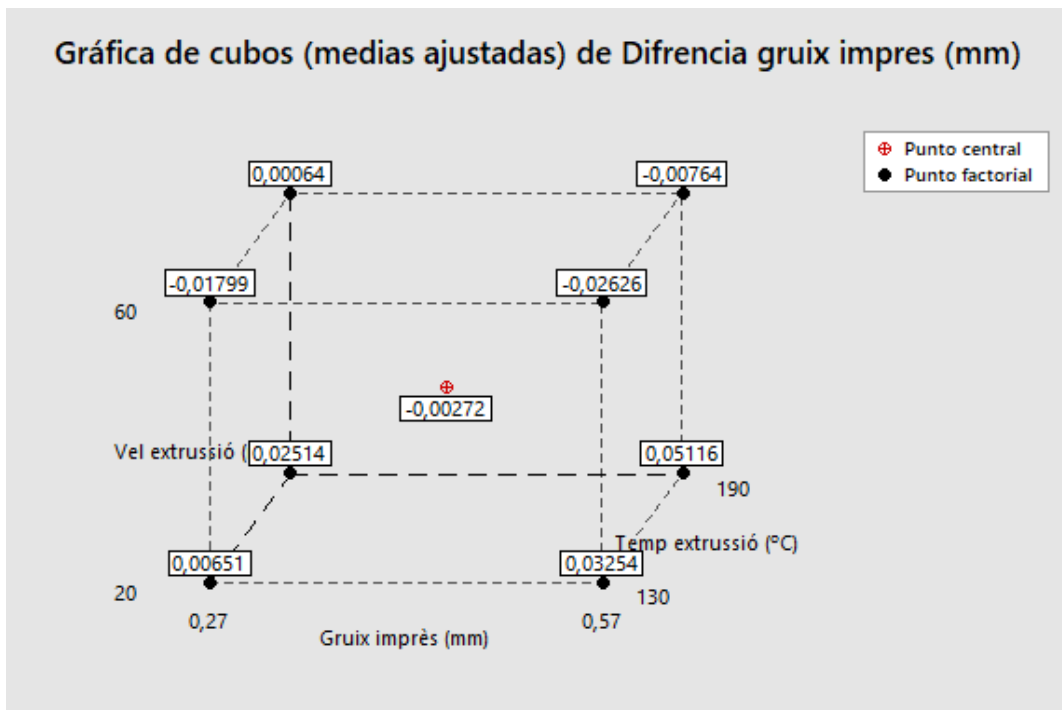 Gráfica de cubos (medias ajustadas) de Difrencia gruix impres (mm)
Punto central
Punto factorial
0,00064
-0,00764
-0,01799
-0,02626
60
-0,00272
Vel extrussió (
0,02514
0,05116
190
Temp extrussió (°C)
0,00651
0,03254
20
130
0,27
0,57
Gruix imprès (mm)